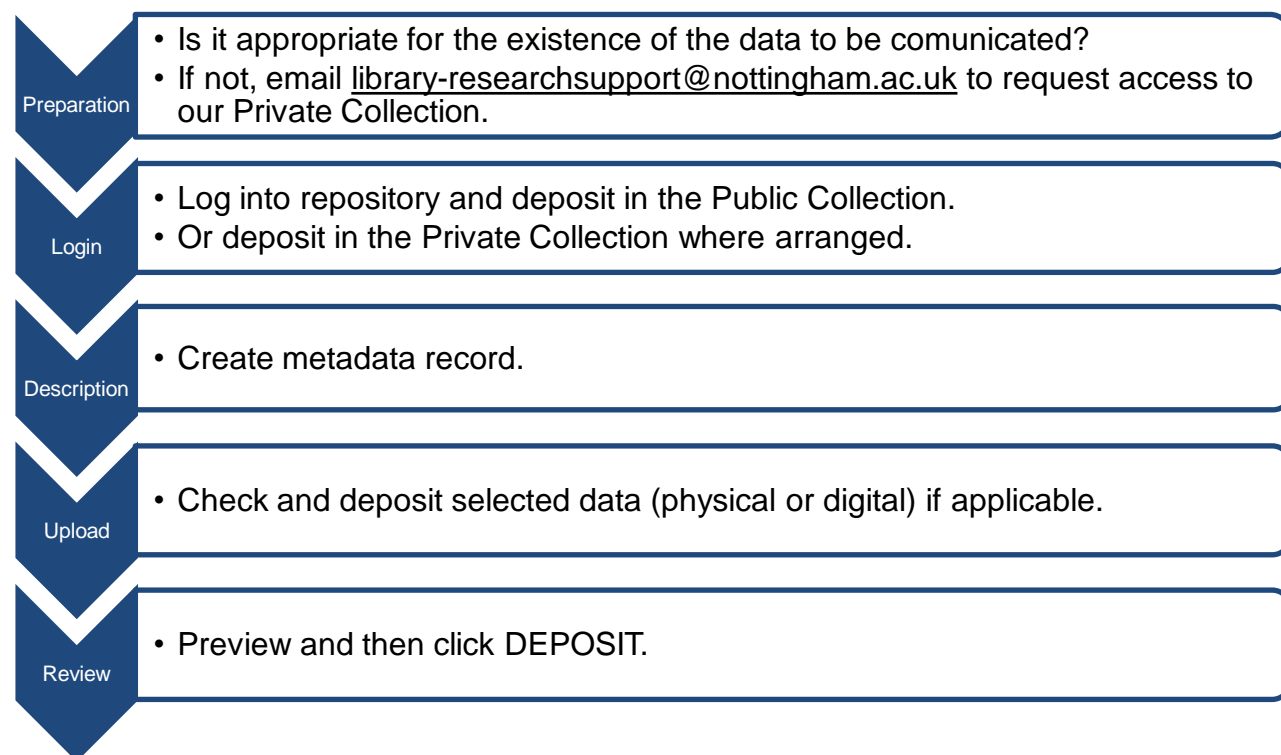 Preparation
• Is it appropriate for the existence of the data to be comunicated?
• If not, email library-researchsupport@nottingham.ac.uk to request access to
our Private Collection.
Login
• Log into repository and deposit in the Public Collection.
• Or deposit in the Private Collection where arranged.
Description
• Create metadata record.
Upload
• Check and deposit selected data (physical or digital) if applicable.
Review
• Preview and then click DEPOSIT.